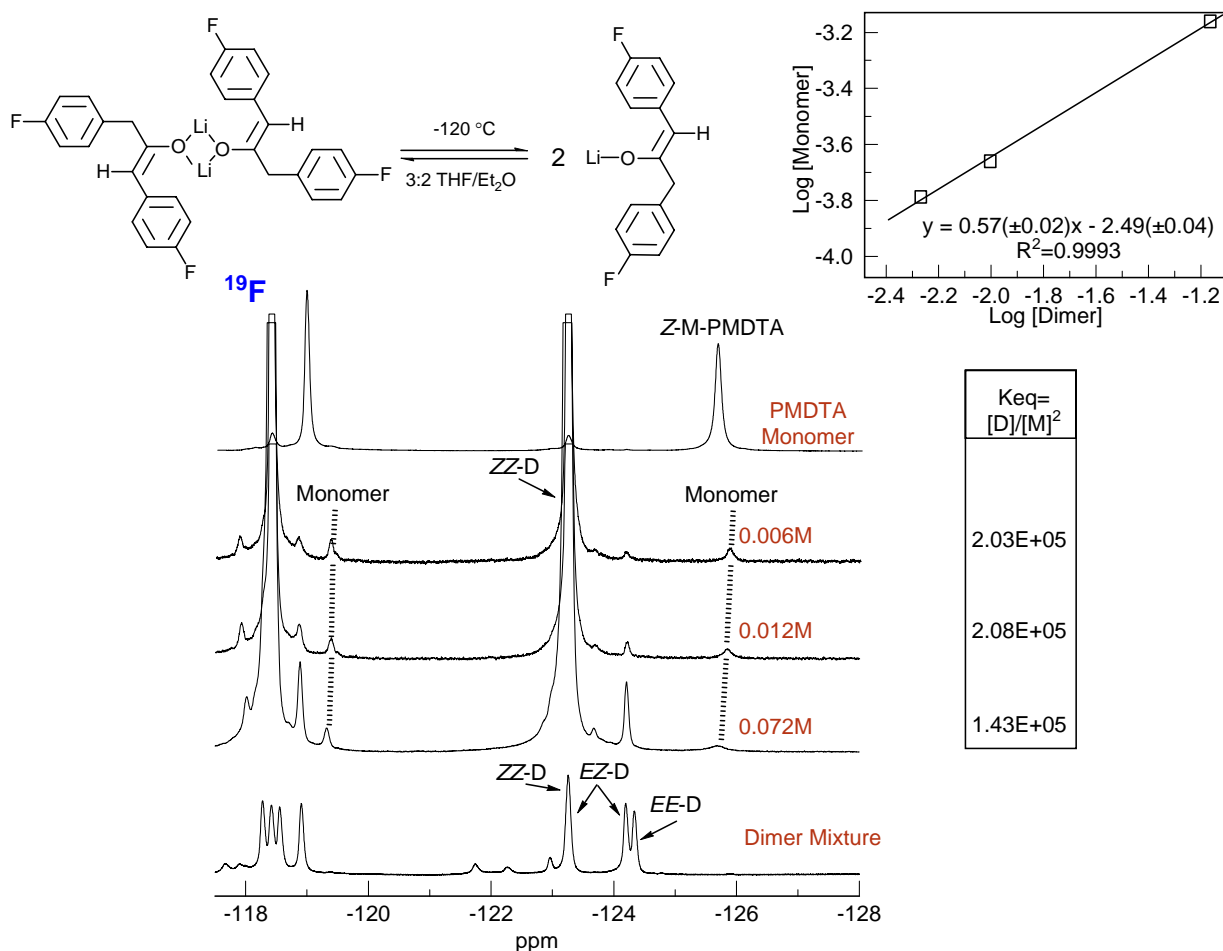 F
F
Li
O
O
Li
H
H
F
F
-120 °C
3:2 THF/Et₂O
2
Li
O
H
F
F
Log [Monomer]
-3.2
-3.4
-3.6
-3.8
-4.0
y = 0.57(±0.02)x - 2.49(±0.04)
R²=0.9993
-2.4 -2.2 -2.0 -1.8 -1.6 -1.4 -1.2
Log [Dimer]
¹⁹F
Z-M-PMDTA
PMDTA
Monomer
ZZ-D
Monomer
Monomer
0.006M
0.012M
0.072M
ZZ-D
EZ-D
EE-D
Dimer Mixture
-118 -120 -122 -124 -126 -128
ppm
Keq=
[D]/[M]²
2.03E+05
2.08E+05
1.43E+05